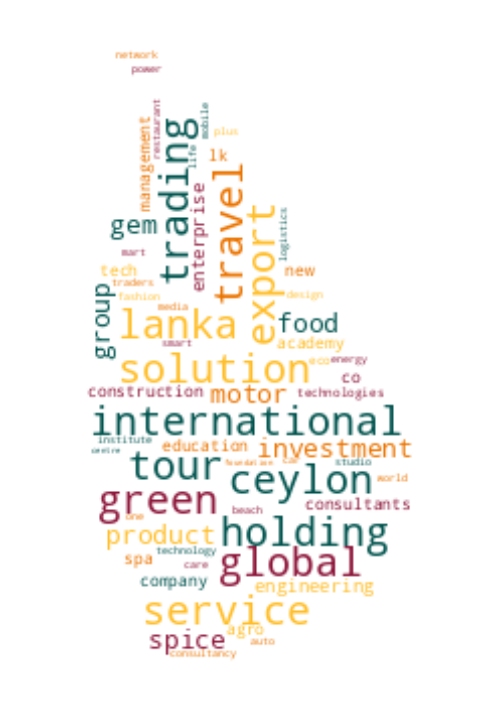 network
power
restaurant
mobile
management
trading
life
plus
lk
travel
enterprise
gem
export
logistics
mart
tech
new
traders
group
fashion
design
media
lanka
food
smart
academy
solution
eco
energy
co
construction
motor
technologies
international
institute
centre
education
investment
tour
foundation
car
studio
ceylon
world
green
consultants
beach
one
product
holding
technology
spa
care
global
company
engineering
service
agro
spice
auto
consultancy